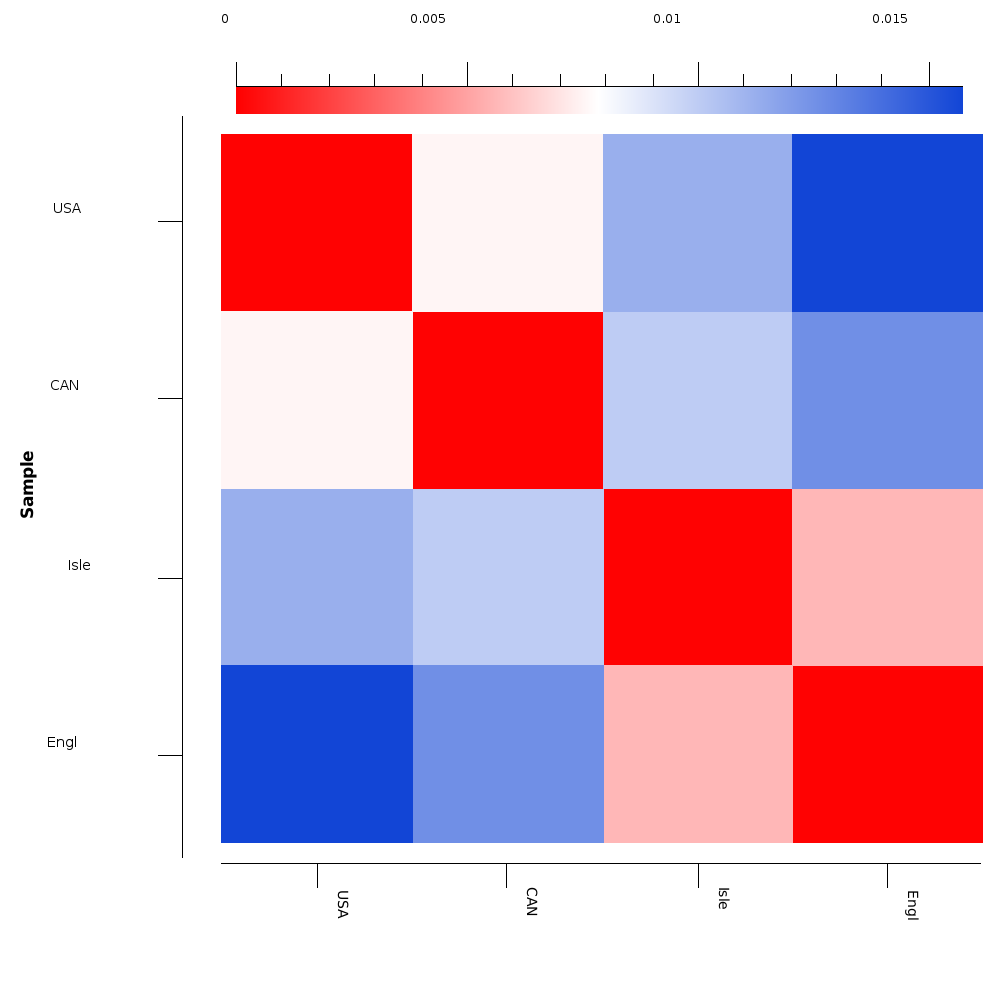 0 0.005 0.01 0.015
USA
CAN
Sample
Isle
Engl
USA CAN Isle Engl